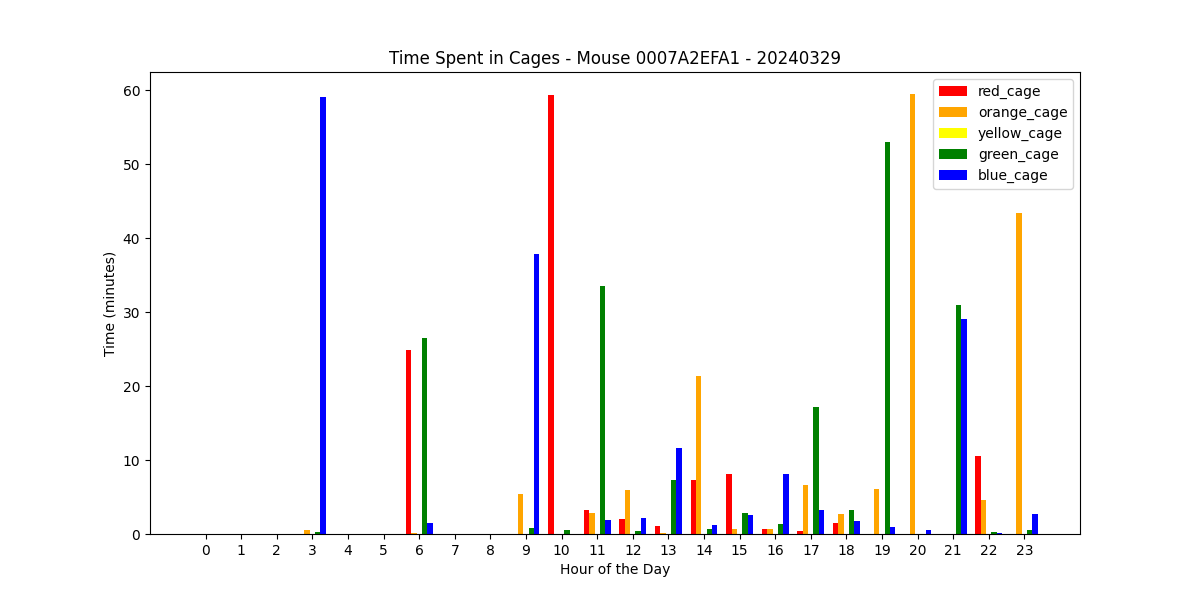 Time Spent in Cages - Mouse 0007A2EFA1 - 20240329
red_cage
orange_cage
yellow_cage
green_cage
blue_cage
Time (minutes)
60
50
40
30
20
10
0
0 1 2 3 4 5 6 7 8 9 10 11 12 13 14 15 16 17 18 19 20 21 22 23
Hour of the Day